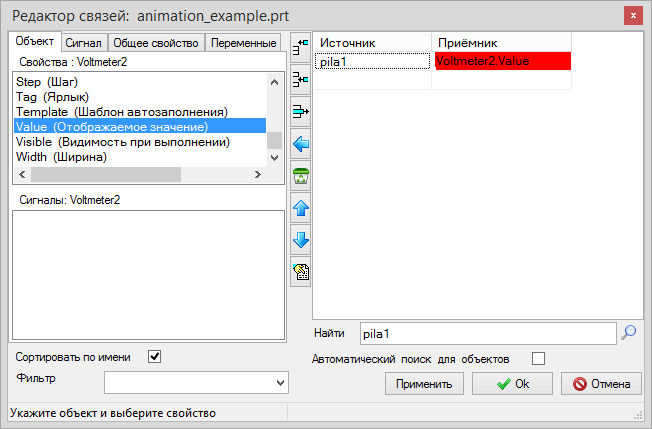 Редактор связей: animation_example.prt
Объект Сигнал Общее свойство Переменные
Свойства : Voltmeter2
Step (Шаг)
Tag (Ярлык)
Template (Шаблон автозаполнения)
Value (Отображаемое значение)
Visible (Видимость при выполнении)
Width (Ширина)
Сигналы: Voltmeter2
Сортировать по имени
Фильтр
Источник Приёмник
pila1 Voltmeter2.Value
Найти pila1
Автоматический поиск для объектов
Применить Ok Отмена
Укажите объект и выберите свойство